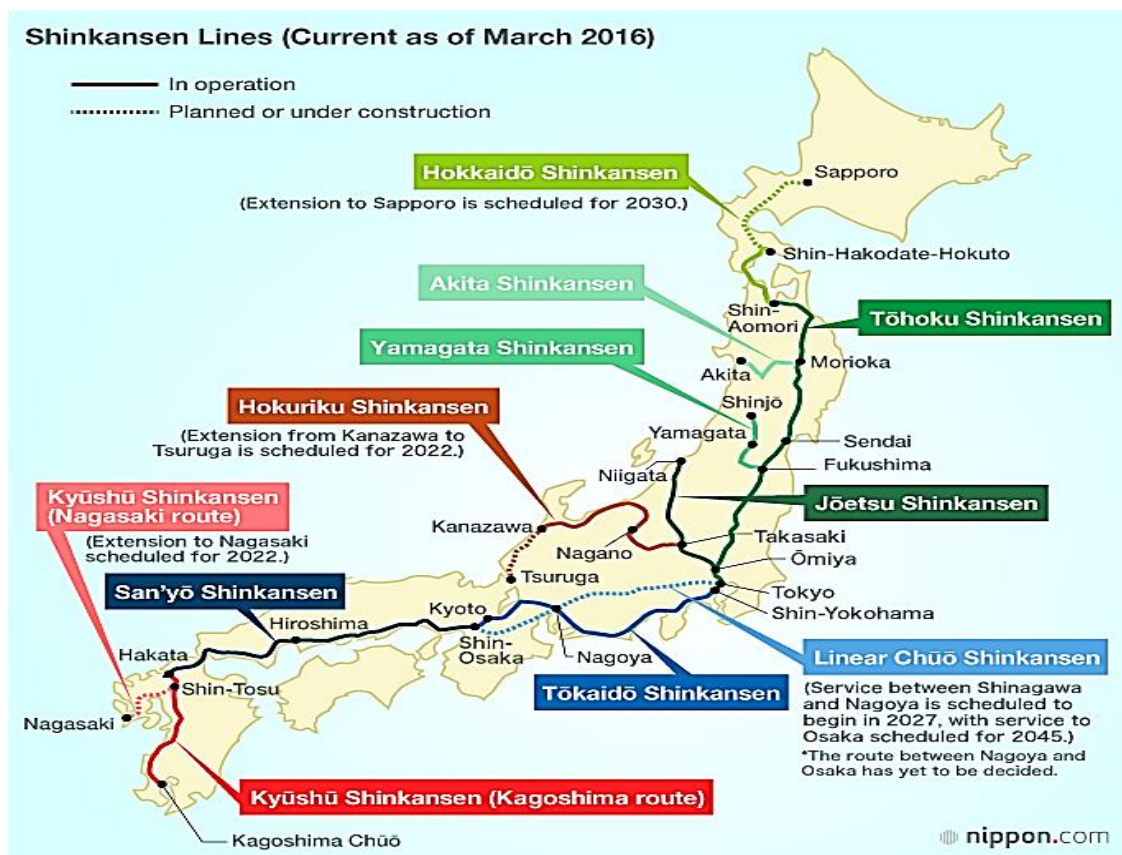 Shinkansen Lines (Current as of March 2016)
In operation
Planned or under construction
Hokkaidō Shinkansen
(Extension to Sapporo is scheduled for 2030.)
Sapporo
Shin-Hakodate-Hokuto
Akita Shinkansen
Shin-
Aomori
Tōhoku Shinkansen
Yamagata Shinkansen
Akita
Morioka
Shinjō
Hokuriku Shinkansen
(Extension from Kanazawa to
Tsuruga is scheduled for 2022.)
Yamagata
Sendai
Niigata
Fukushima
Kyūshū Shinkansen
(Nagasaki route)
(Extension to Nagasaki
scheduled for 2022.)
Jōetsu Shinkansen
Kanazawa
Nagano
Takasaki
Ōmiya
Tsuruga
San'yō Shinkansen
Tokyo
Shin-Yokohama
Kyoto
Hiroshima
Shin-
Osaka
Nagoya
Hakata
Linear Chūō Shinkansen
(Service between Shinagawa
and Nagoya is scheduled to
begin in 2027, with service to
Osaka scheduled for 2045.)
*The route between Nagoya and
Osaka has yet to be decided.
Shin-Tosu
Tōkaidō Shinkansen
Nagasaki
Kyūshū Shinkansen (Kagoshima route)
Kagoshima Chūō
nippon.com